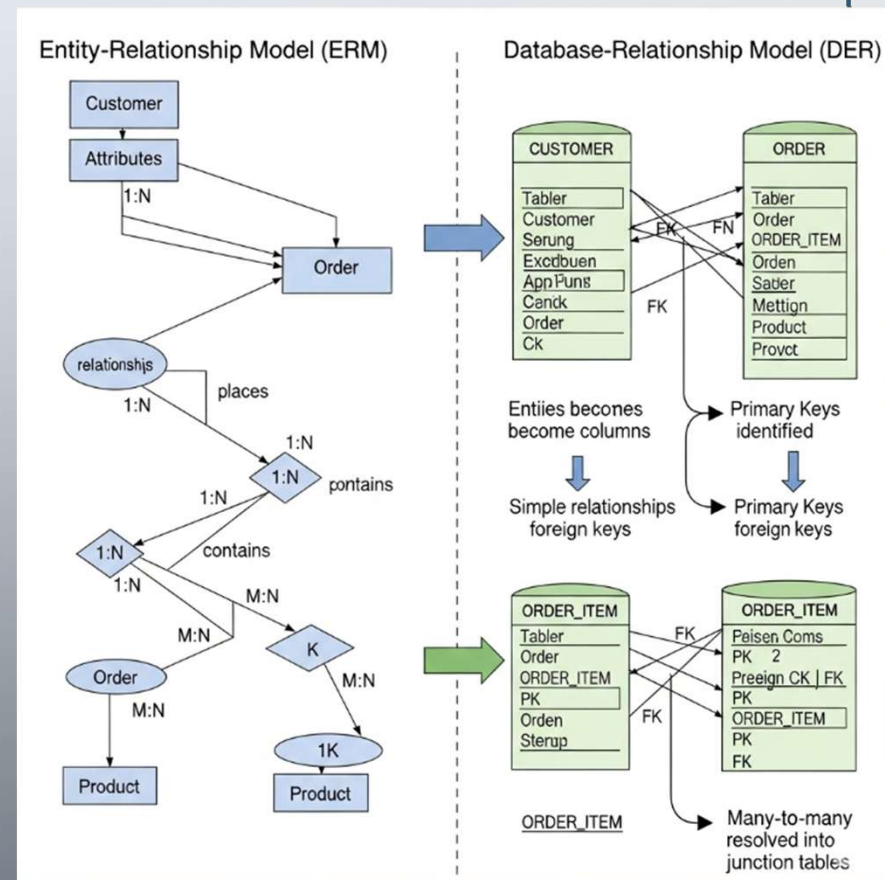 Entity-Relationship Model (ERM)
Customer
Attributes
1:N
Order
relationshijs
1:N
places
1:N
1:N
pontains
1:N
1:N
contains
1:N
M:N
M:N
K
Order
M:N
M:N
1K
Product
Product
Database-Relationship Model (DER)
CUSTOMER
Tabler
Customer
Serung
Excdbuen
App Puns
Canck
Order
Ck
FK
FN
FK
ORDER
Tabler
Order
ORDER_ITEM
Orden
Satler
Mettign
Product
Provct
Entiies becones
become columns
Primary Keys
identified
Simple relationships
foreign keys
Primary Keys
foreign keys
ORDER_ITEM
Tabler
Order
ORDER_ITEM
PK
Orden
Sterup
FK
FK
ORDER_ITEM
Peisen Coms
PK 2
Preeign CK | FK
PK
ORDER_ITEM
PK
FK
ORDER_ITEM
Many-to-many
resolved into
junction tables